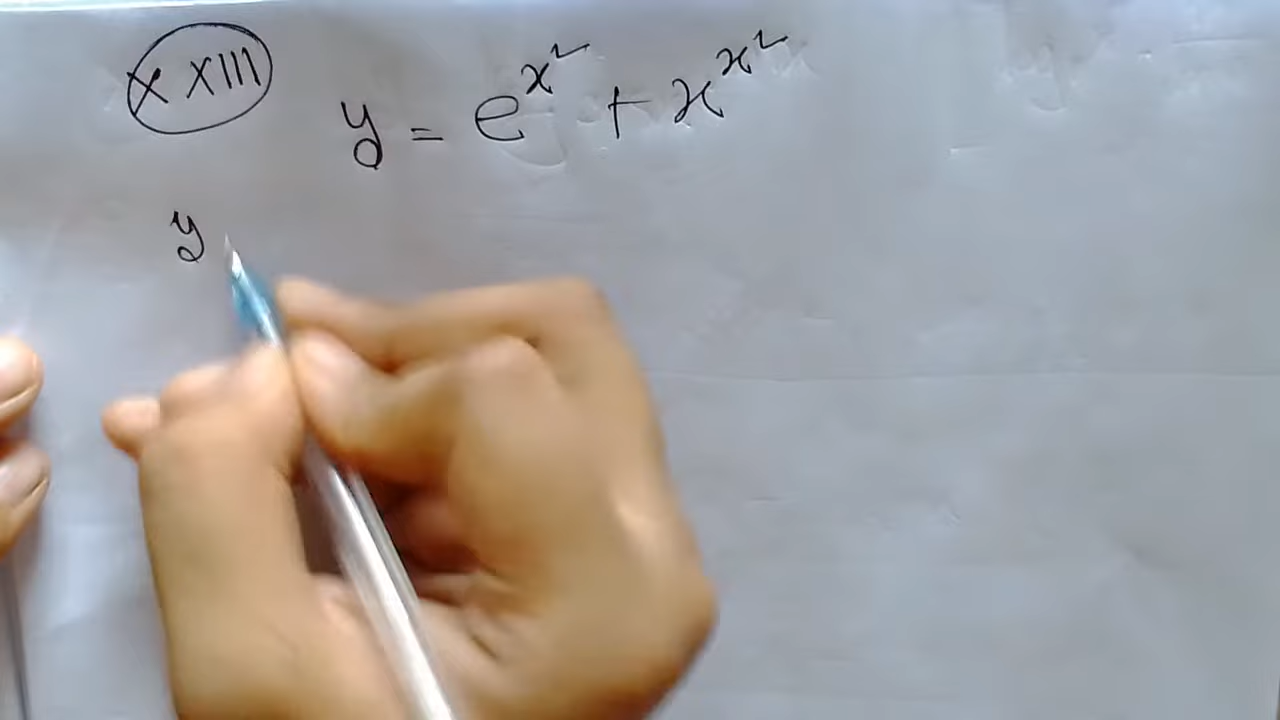 XXIII y = e^{x^2} + x^{x^2}
y